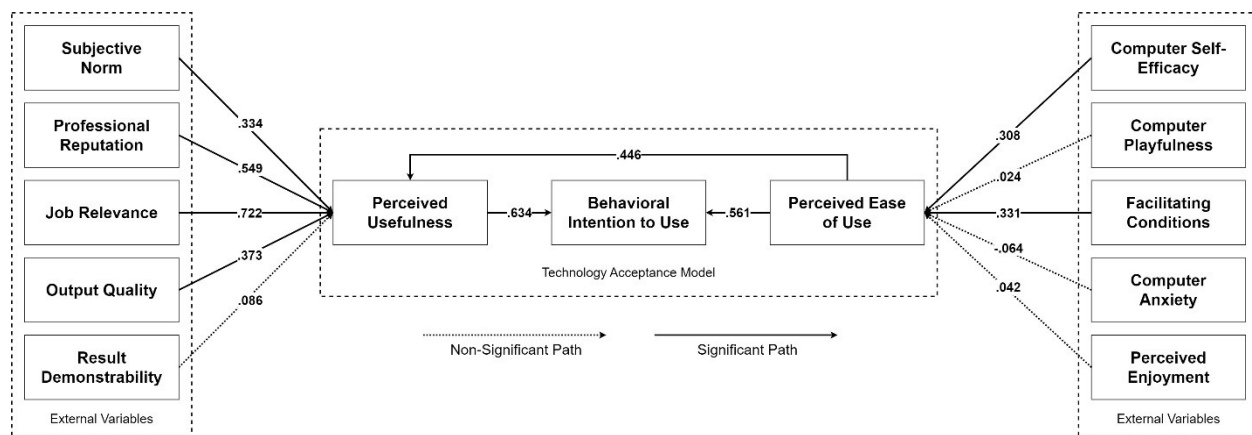 Subjective
Norm
Professional
Reputation
Job Relevance
Output Quality
Result
Demonstrability
External Variables
.334
.549
.722
.373
.086
.446
Perceived
Usefulness
.634
Behavioral
Intention to Use
.561
Perceived Ease
of Use
Technology Acceptance Model
Non-Significant Path
Significant Path
.308
.024
.331
-.064
.042
Computer Self-
Efficacy
Computer
Playfulness
Facilitating
Conditions
Computer
Anxiety
Perceived
Enjoyment
External Variables